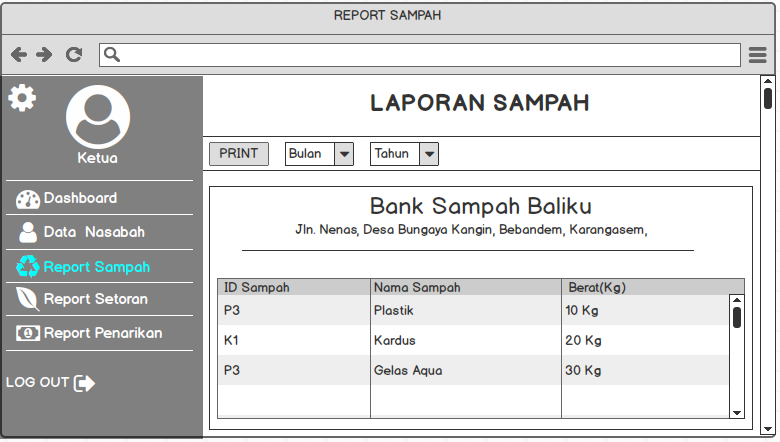 REPORT SAMPAH
Ketua
Dashboard
Data Nasabah
Report Sampah
Report Setoran
Report Penarikan
LOG OUT
LAPORAN SAMPAH
PRINT Bulan Tahun
Bank Sampah Baliku
Jln. Nenas, Desa Bungaya Kangin, Bebandem, Karangasem,
ID Sampah Nama Sampah Berat(Kg)
P3 Plastik 10 Kg
K1 Kardus 20 Kg
P3 Gelas Aqua 30 Kg